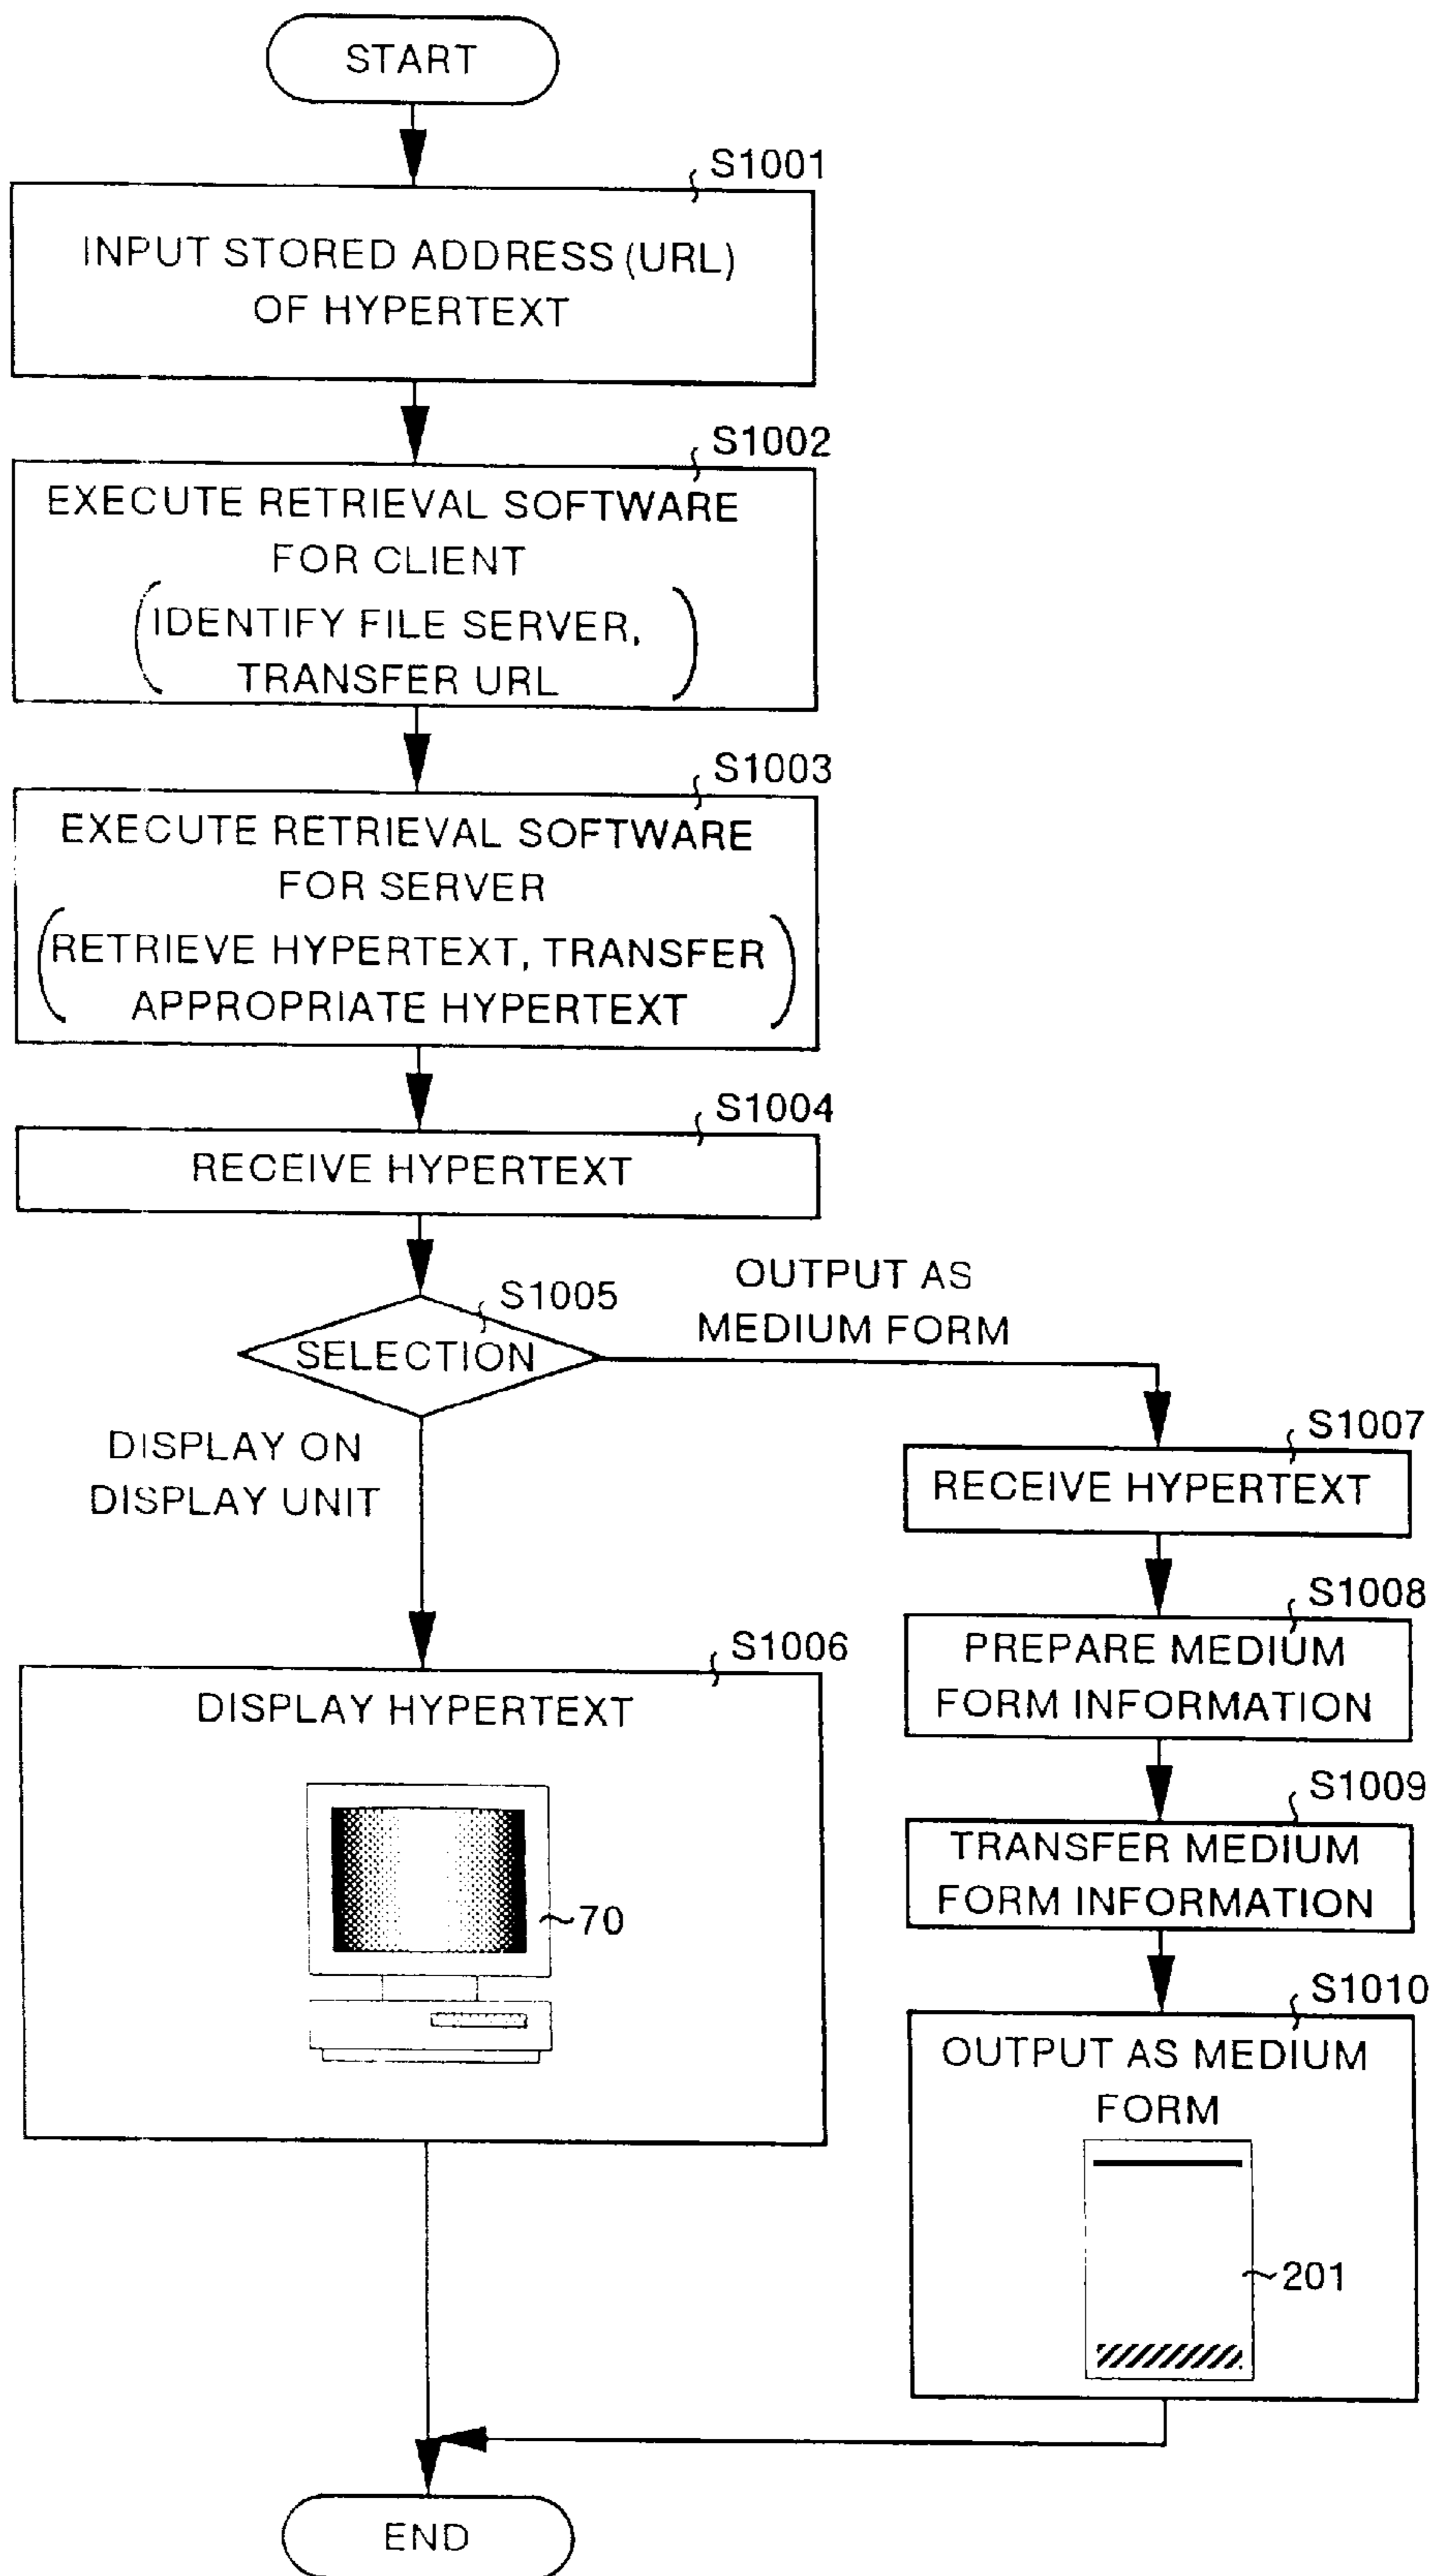 START
S1001
INPUT STORED ADDRESS (URL)
OF HYPERTEXT
S1002
EXECUTE RETRIEVAL SOFTWARE
FOR CLIENT
(IDENTIFY FILE SERVER,
TRANSFER URL)
S1003
EXECUTE RETRIEVAL SOFTWARE
FOR SERVER
(RETRIEVE HYPERTEXT, TRANSFER
APPROPRIATE HYPERTEXT)
S1004
RECEIVE HYPERTEXT
S1005
SELECTION
OUTPUT AS
MEDIUM FORM
DISPLAY ON
DISPLAY UNIT
S1006
DISPLAY HYPERTEXT
70
S1007
RECEIVE HYPERTEXT
S1008
PREPARE MEDIUM
FORM INFORMATION
S1009
TRANSFER MEDIUM
FORM INFORMATION
S1010
OUTPUT AS MEDIUM
FORM
201
END